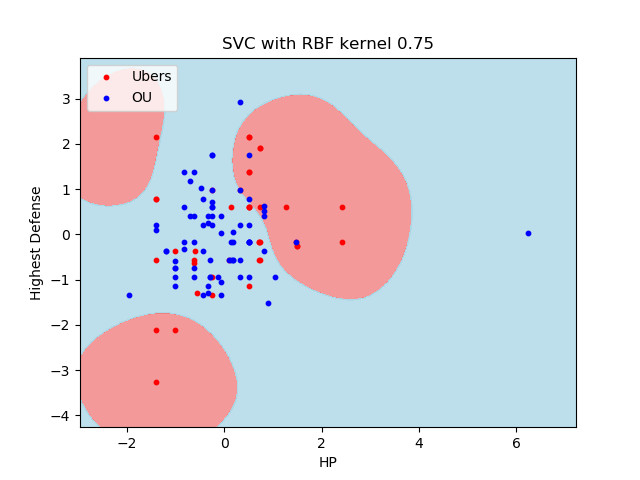 SVC with RBF kernel 0.75
Ubers
OU
3
2
1
0
−1
−2
−3
−4
Highest Defense
−2 0 2 4 6
HP